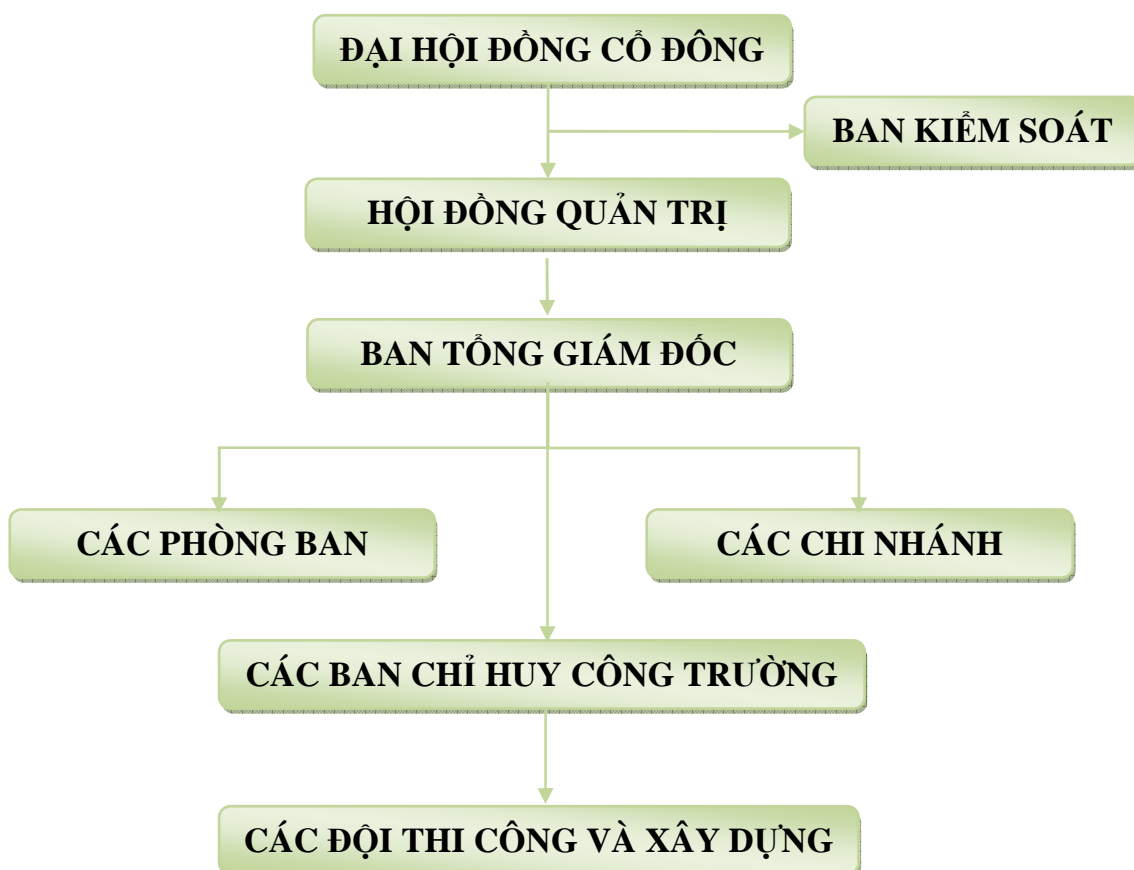 ĐẠI HỘI ĐỒNG CỔ ĐÔNG
BAN KIỂM SOÁT
HỘI ĐỒNG QUẢN TRỊ
BAN TỔNG GIÁM ĐỐC
CÁC PHÒNG BAN
CÁC CHI NHÁNH
CÁC BAN CHỈ HUY CÔNG TRƯỜNG
CÁC ĐỘI THI CÔNG VÀ XÂY DỰNG